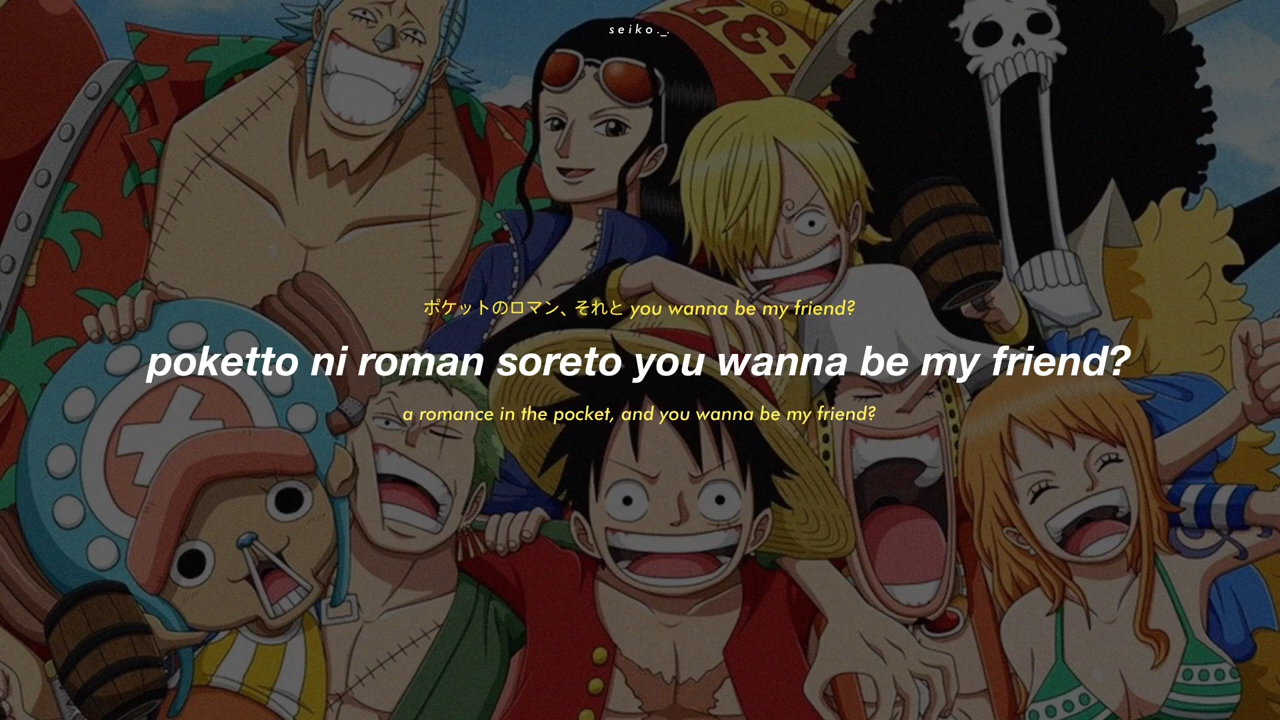 seiko._.
ポケットのロマン、それと you wanna be my friend?
poketto ni roman soreto you wanna be my friend?
a romance in the pocket, and you wanna be my friend?